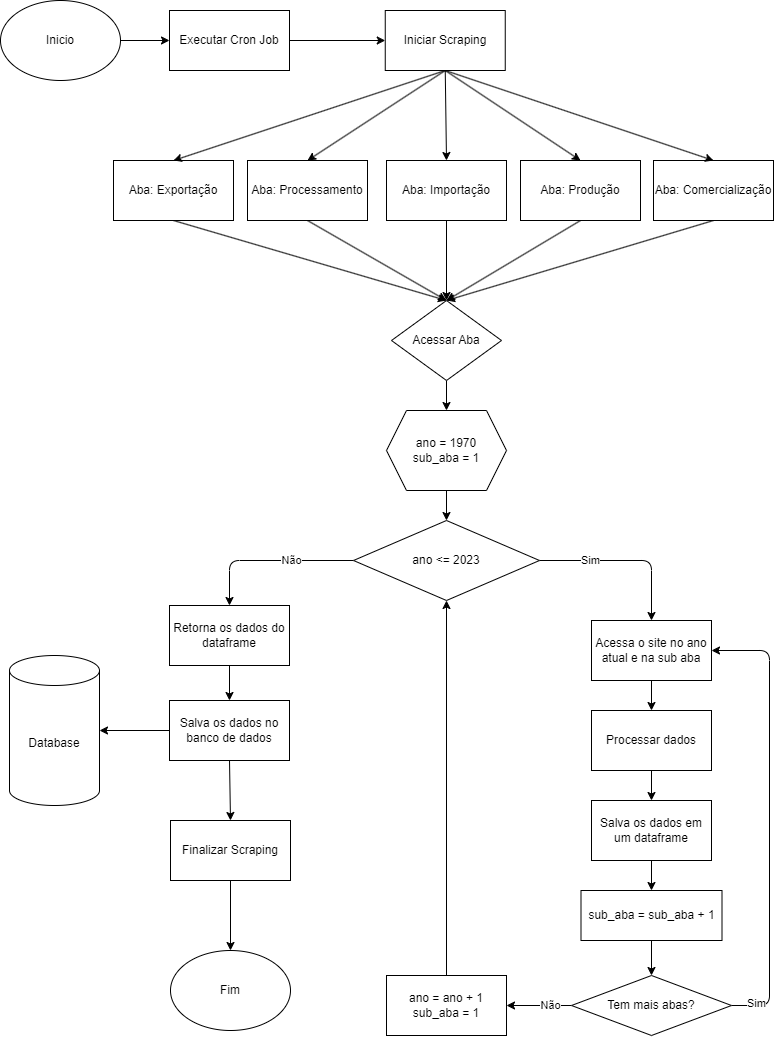 Inicio
Executar Cron Job
Iniciar Scraping
Aba: Exportação
Aba: Processamento
Aba: Importação
Aba: Produção
Aba: Comercialização
Acessar Aba
ano = 1970
sub_aba = 1
ano <= 2023
Não
Sim
Retorna os dados do
dataframe
Acessa o site no ano
atual e na sub aba
Salva os dados no
banco de dados
Database
Processar dados
Salva os dados em
um dataframe
Finalizar Scraping
sub_aba = sub_aba + 1
Fim
ano = ano + 1
sub_aba = 1
Não
Tem mais abas?
Sim